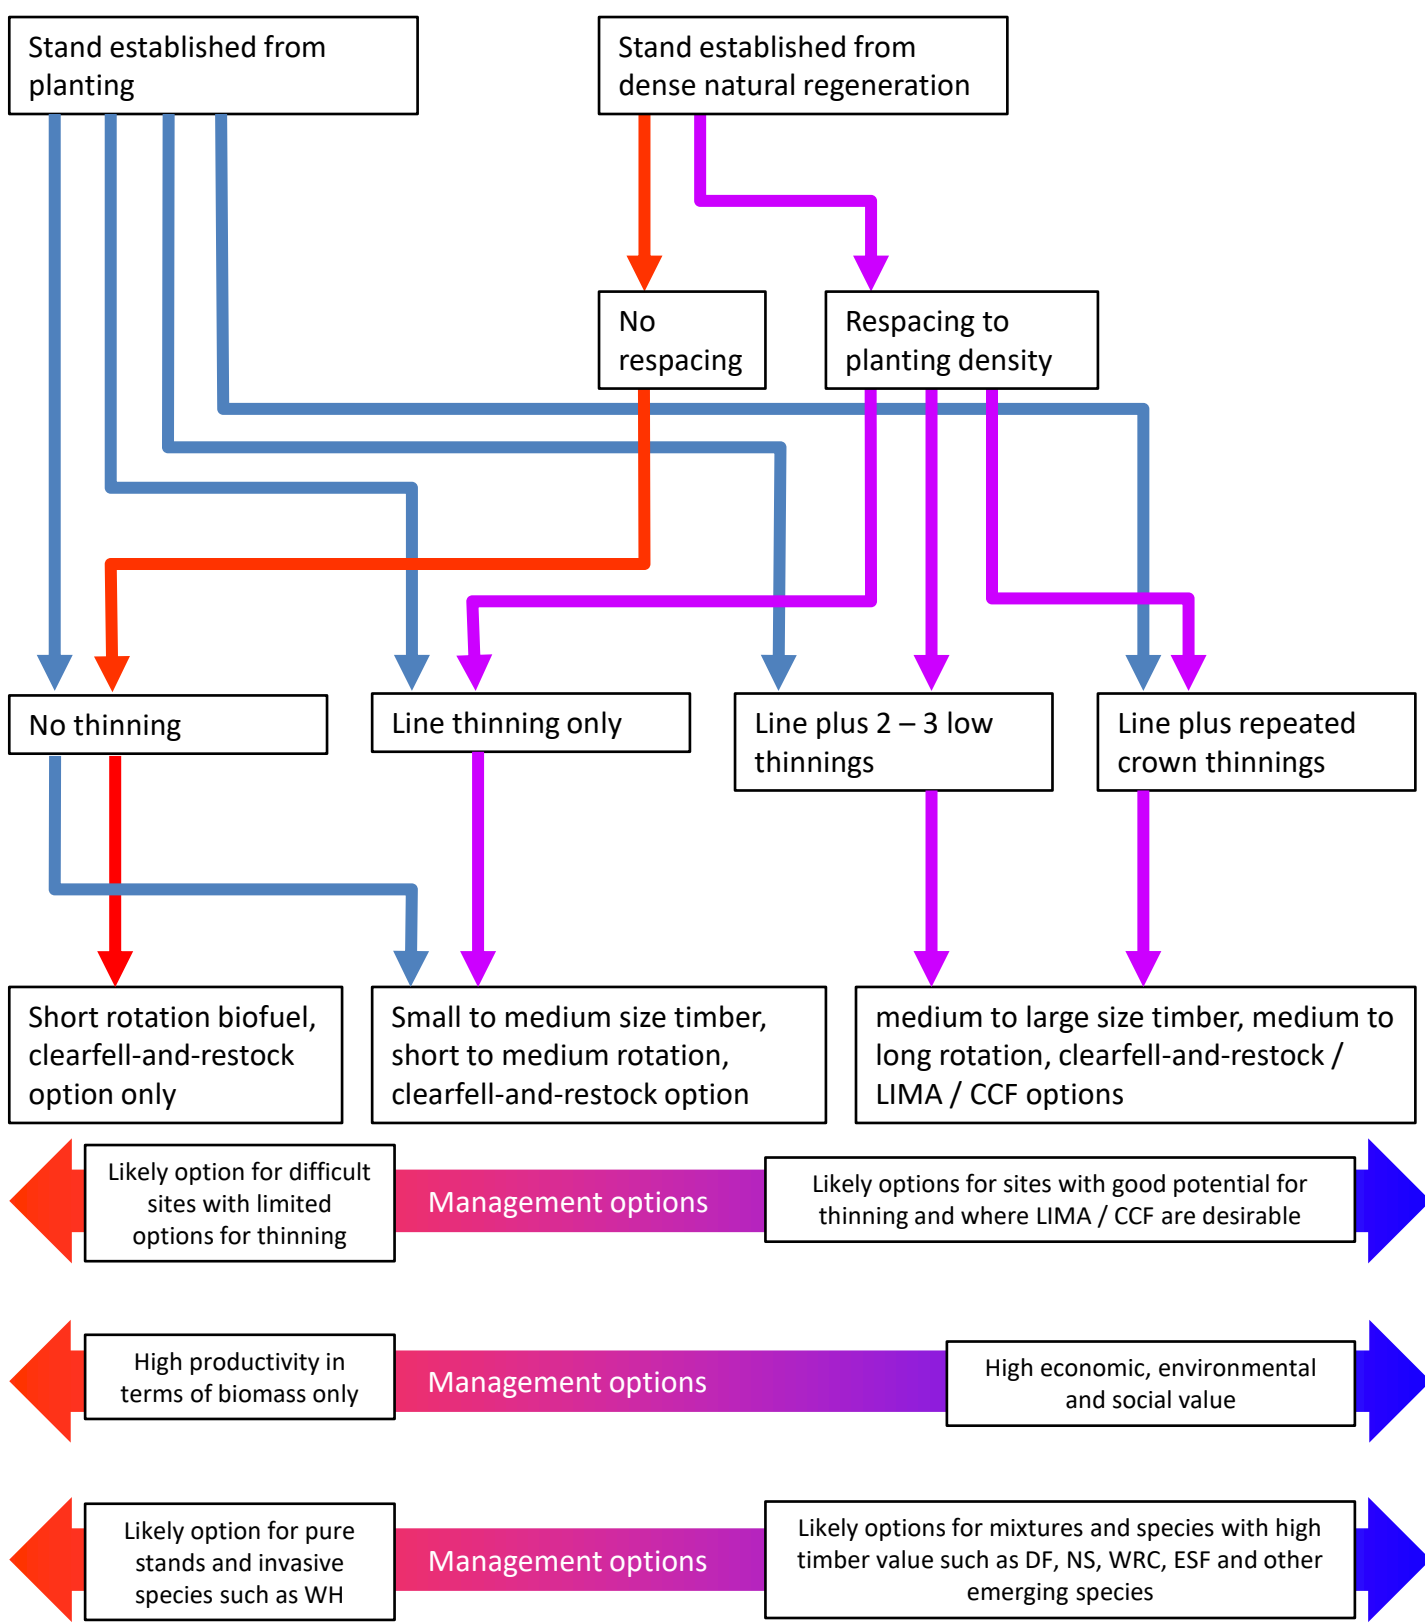 Stand established from
planting
Stand established from
dense natural regeneration
No
respacing
Respacing to
planting density
No thinning
Line thinning only
Line plus 2 – 3 low
thinnings
Line plus repeated
crown thinnings
Short rotation biofuel,
clearfell-and-restock
option only
Small to medium size timber,
short to medium rotation,
clearfell-and-restock option
medium to large size timber, medium to
long rotation, clearfell-and-restock /
LIMA / CCF options
Likely option for difficult
sites with limited
options for thinning
Management options
Likely options for sites with good potential for
thinning and where LIMA / CCF are desirable
High productivity in
terms of biomass only
Management options
High economic, environmental
and social value
Likely option for pure
stands and invasive
species such as WH
Management options
Likely options for mixtures and species with high
timber value such as DF, NS, WRC, ESF and other
emerging species